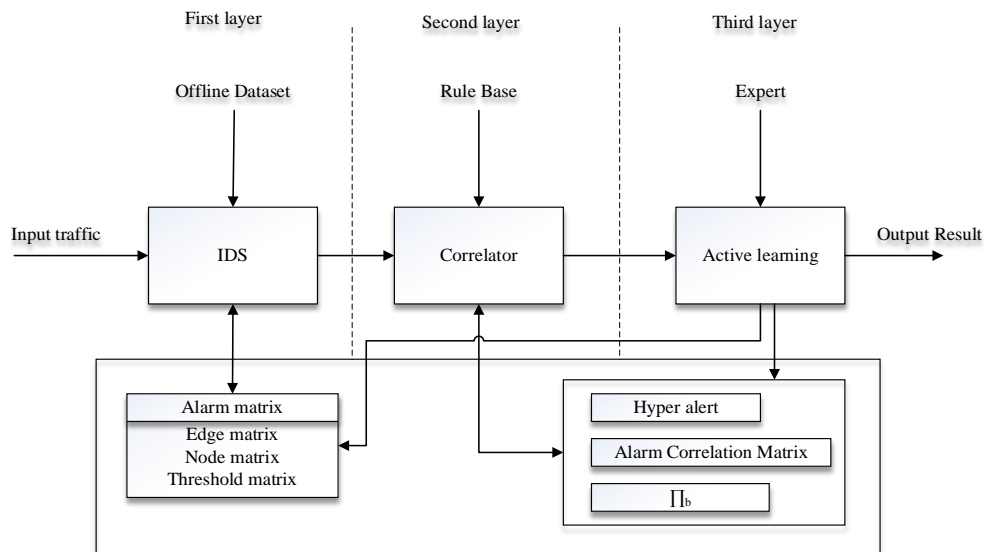 First layer
Second layer
Third layer
Offline Dataset
Rule Base
Expert
Input traffic
IDS
Correlator
Active learning
Output Result
Alarm matrix
Edge matrix
Node matrix
Threshold matrix
Hyper alert
Alarm Correlation Matrix
∏b